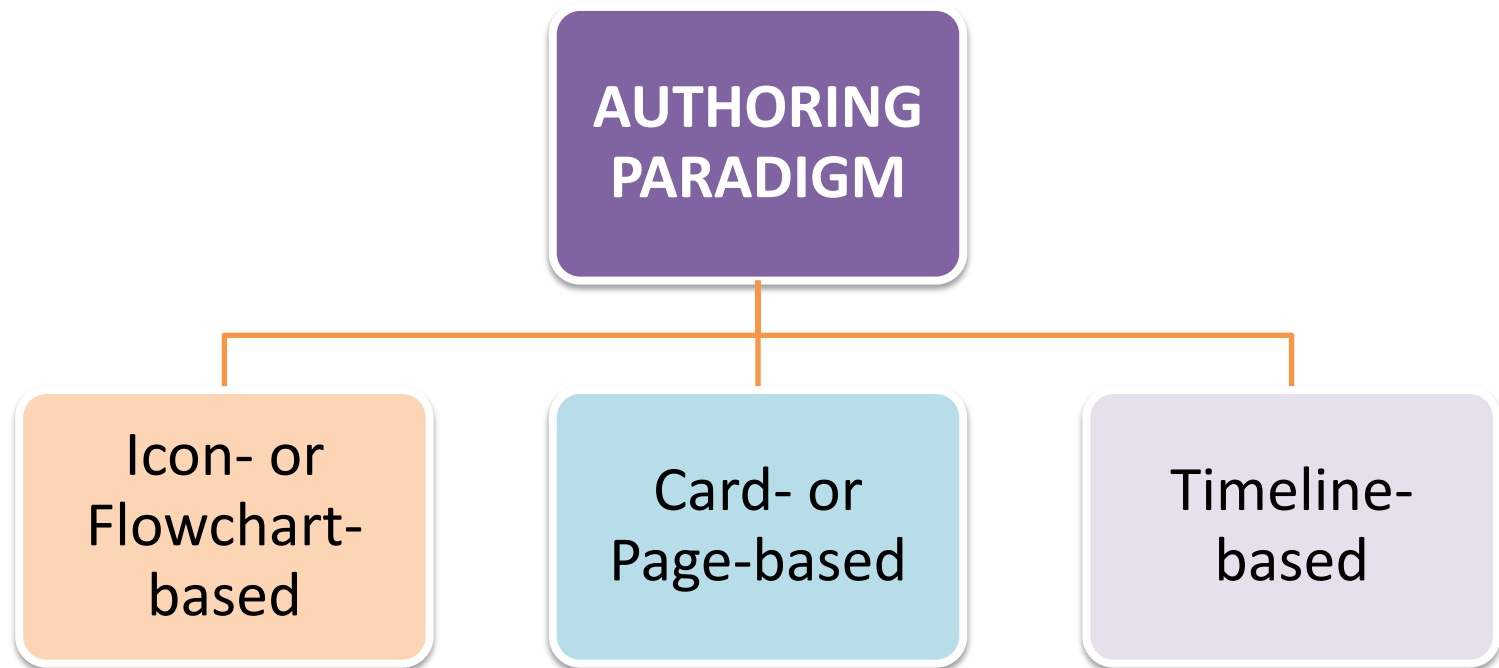 AUTHORING
PARADIGM
Icon- or
Flowchart-
based
Card- or
Page-based
Timeline-
based